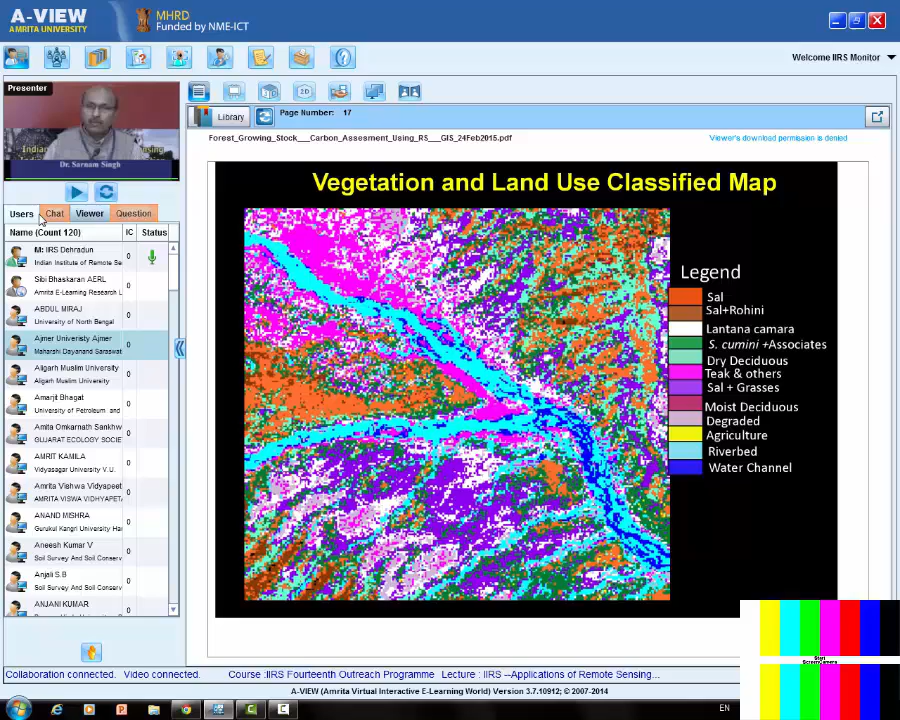 A-VIEW
AMRITA UNIVERSITY
MHRD
Funded by NME-ICT
Welcome IIRS Monitor
Presenter
Dr. Sarnam Singh
Library
Page Number: 17
Forest_Growing_Stock___Carbon_Assesment_Using_RS___GIS_24Feb2015.pdf
Viewer's download permission is denied
Users
Chat
Viewer
Question
Name (Count 120)
IC
Status
M: IIRS Dehradun
Indian Institute of Remote Se
0
Sibi Bhaskaran AERL
Amrita E-Learning Research L
0
ABDUL MIRAJ
University of North Bengal
0
Ajmer Univeristy Ajmer
Maharshi Dayanand Saraswat
0
Aligarh Muslim University
Aligarh Muslim University
0
Amarjit Bhagat
University of Petroleum and
0
Amita Omkarnath Sankhw
GUJARAT ECOLOGY SOCIE
0
AMRIT KAMILA
Vidyasagar University V.U.
0
Amrita Vishwa Vidyapeet
AMRITA VISWA VIDHYAPETA
0
ANAND MISHRA
Gurukul Kangri University Har
0
Aneesh Kumar V
Soil Survey And Soil Conserv
0
Anjali S.B
Soil Survey And Soil Conserv
0
ANJANI KUMAR
0
Vegetation and Land Use Classified Map
Legend
Sal
Sal+Rohini
Lantana camara
S. cumini +Associates
Dry Deciduous
Teak & others
Sal + Grasses
Moist Deciduous
Degraded
Agriculture
Riverbed
Water Channel
Start
ScreenCamera
Collaboration connected. Video connected.
Course :IIRS Fourteenth Outreach Programme Lecture : IIRS --Applications of Remote Sensing...
A-VIEW (Amrita Virtual Interactive E-Learning World) Version 3.7.10912; © 2007-2014
EN